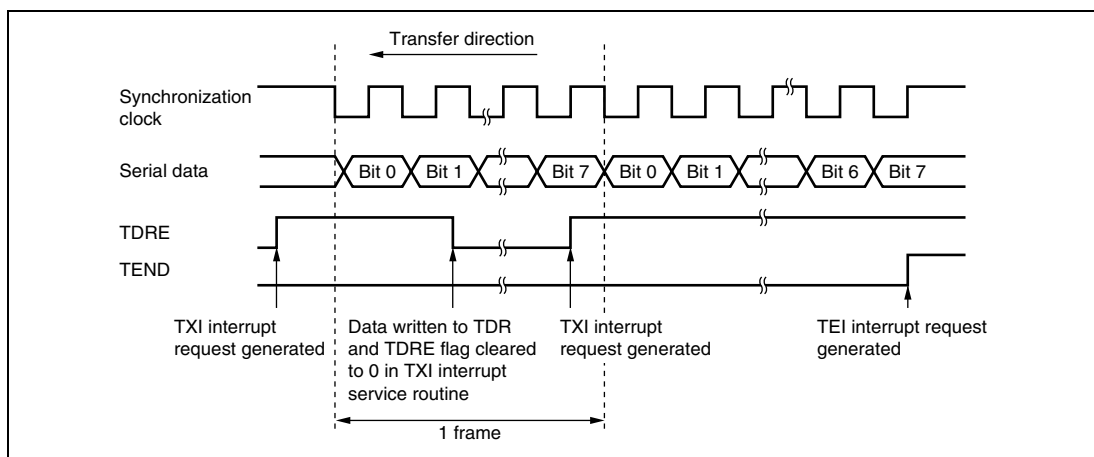 Transfer direction
Synchronization
clock
Serial data
Bit 0
Bit 1
Bit 7
Bit 0
Bit 1
Bit 6
Bit 7
TDRE
TEND
TXI interrupt
request generated
Data written to TDR
and TDRE flag cleared
to 0 in TXI interrupt
service routine
TXI interrupt
request generated
TEI interrupt request
generated
1 frame